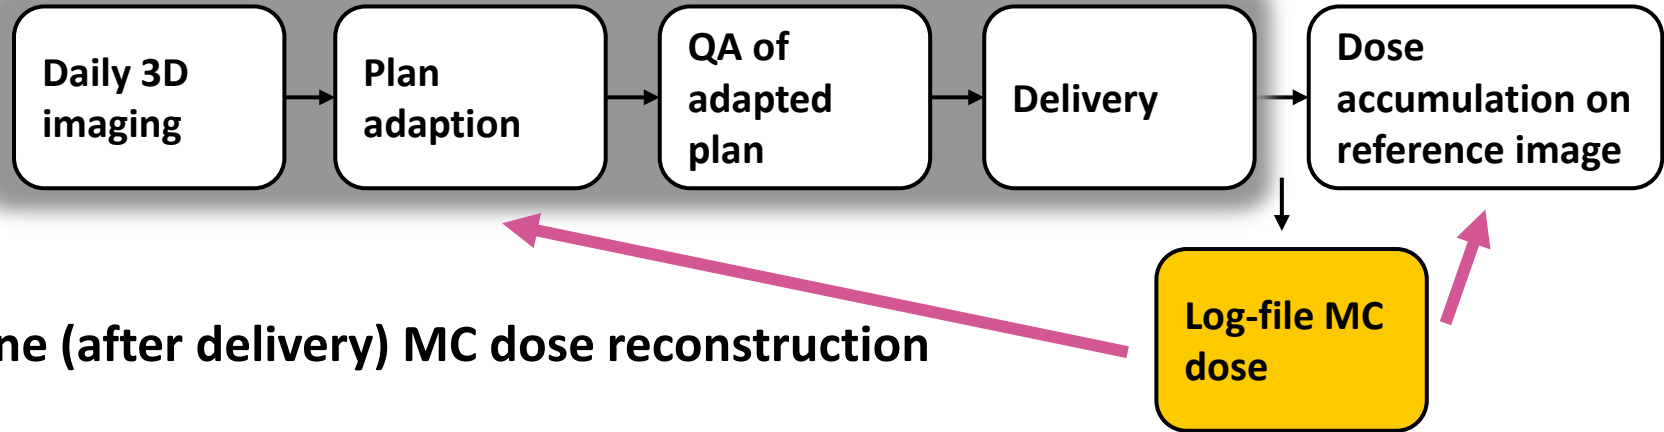 Daily 3D
imaging
Plan
adaption
QA of
adapted
plan
Delivery
Dose
accumulation on
reference image
ne (after delivery) MC dose reconstruction
Log-file MC
dose